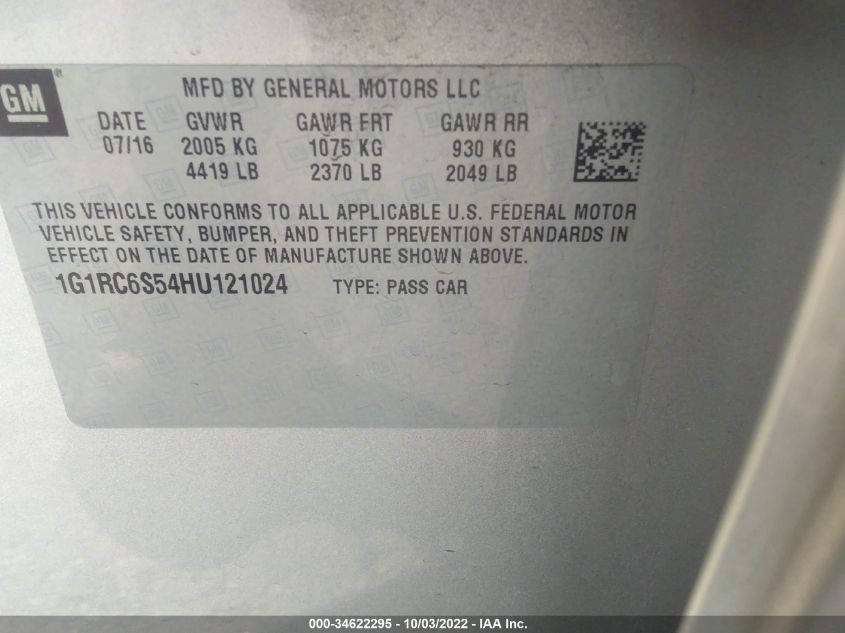 GM
MFD BY GENERAL MOTORS LLC
DATE GVWR GAWR FRT GAWR RR
07/16 2005 KG 1075 KG 930 KG
4419 LB 2370 LB 2049 LB
THIS VEHICLE CONFORMS TO ALL APPLICABLE U.S. FEDERAL MOTOR
VEHICLE SAFETY, BUMPER, AND THEFT PREVENTION STANDARDS IN
EFFECT ON THE DATE OF MANUFACTURE SHOWN ABOVE.
1G1RC6S54HU121024 TYPE: PASS CAR
000-34622295 - 10/03/2022 - IAA Inc.